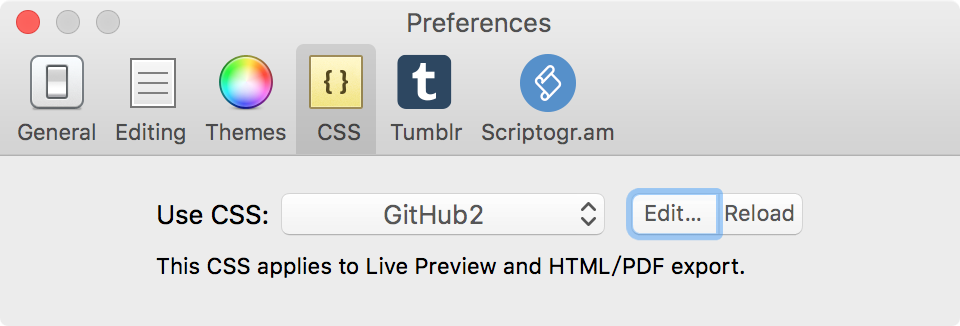 Preferences
{ }
t
General Editing Themes CSS Tumblr Scriptogr.am
Use CSS: GitHub2 Edit... Reload
This CSS applies to Live Preview and HTML/PDF export.